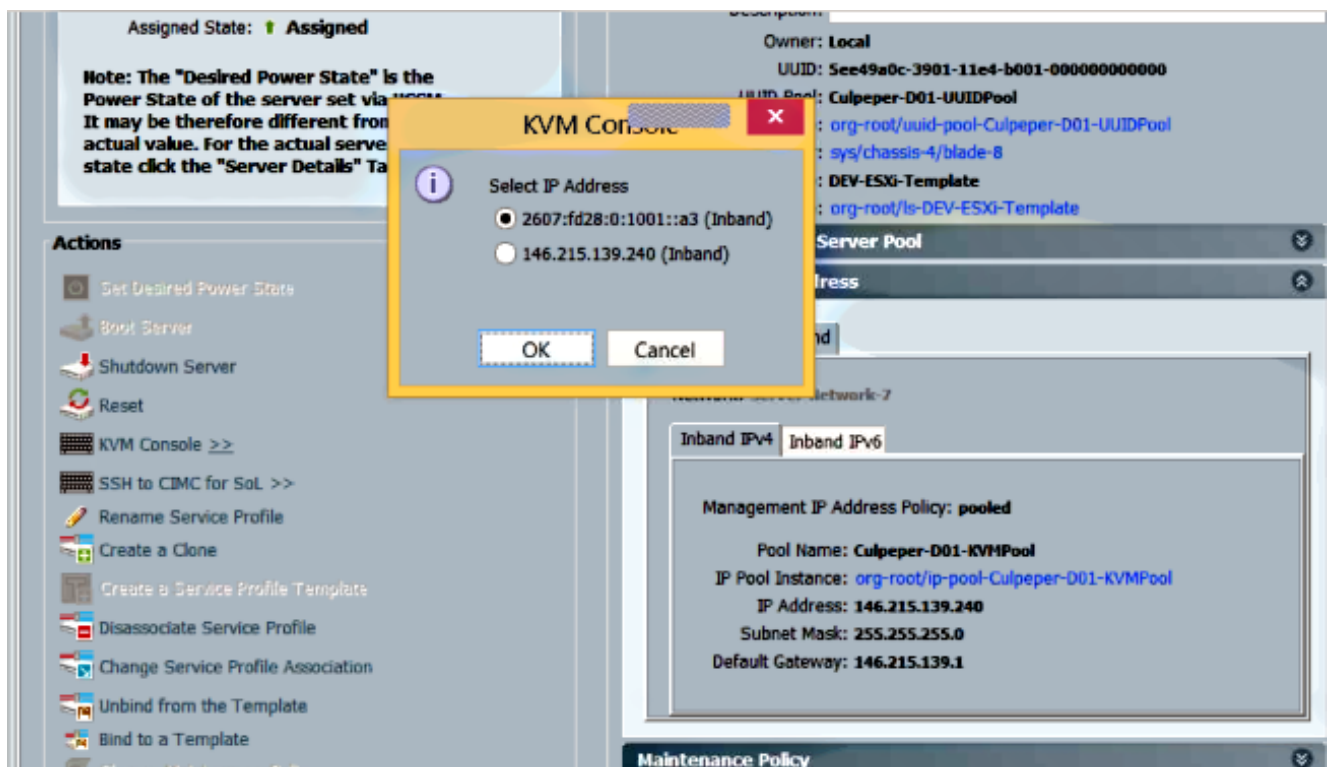 Assigned State: Assigned
Note: The "Desired Power State" is the
Power State of the server set via
It may be therefore different from
actual value. For the actual serve
state click the "Server Details" Ta
Actions
Set Desired Power State
Boot Server
Shutdown Server
Reset
KVM Console >>
SSH to CIMC for SoL >>
Rename Service Profile
Create a Clone
Create a Service Profile Template
Disassociate Service Profile
Change Service Profile Association
Unbind from the Template
Bind to a Template
KVM Console
Select IP Address
2607:fd28:0:1001::a3 (Inband)
146.215.139.240 (Inband)
OK
Cancel
Description:
Owner: Local
UUID: 5ee49a0c-3901-11e4-b001-000000000000
UUID Pool: Culpeper-D01-UUIDPool
: org-root/uuid-pool-Culpeper-D01-UUIDPool
: sys/chassis-4/blade-8
: DEV-ESXi-Template
: org-root/ls-DEV-ESXi-Template
Server Pool
dress
nd
Network: Server-Network-7
Inband IPv4 Inband IPv6
Management IP Address Policy: pooled
Pool Name: Culpeper-D01-KVMPool
IP Pool Instance: org-root/ip-pool-Culpeper-D01-KVMPool
IP Address: 146.215.139.240
Subnet Mask: 255.255.255.0
Default Gateway: 146.215.139.1
Maintenance Policy